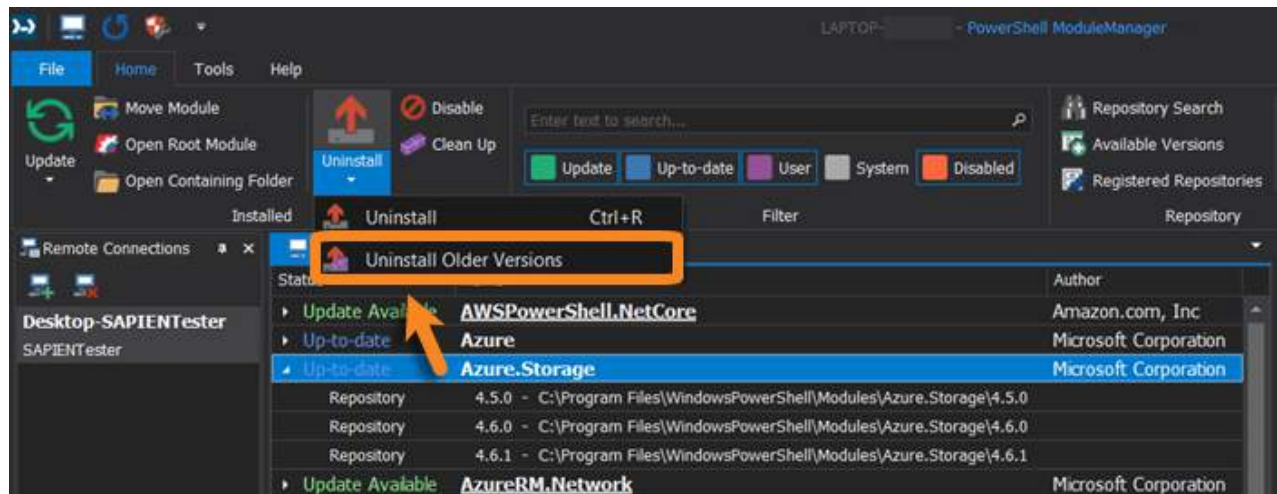 LAPTOP- - PowerShell ModuleManager
File Home Tools Help
Move Module
Open Root Module
Open Containing Folder
Update
Uninstall
Disable
Clean Up
Enter text to search...
Update Up-to-date User System Disabled
Repository Search
Available Versions
Registered Repositories
Installed Filter Repository
Uninstall Ctrl+R
Uninstall Older Versions
Remote Connections
Desktop-SAPIENTester
SAPIENTester
Author
Update Available AWSPowerShell.NetCore Amazon.com, Inc
Up-to-date Azure Microsoft Corporation
Up-to-date Azure.Storage Microsoft Corporation
Repository 4.5.0 - C:\Program Files\WindowsPowerShell\Modules\Azure.Storage\4.5.0
Repository 4.6.0 - C:\Program Files\WindowsPowerShell\Modules\Azure.Storage\4.6.0
Repository 4.6.1 - C:\Program Files\WindowsPowerShell\Modules\Azure.Storage\4.6.1
Update Available AzureRM.Network Microsoft Corporation